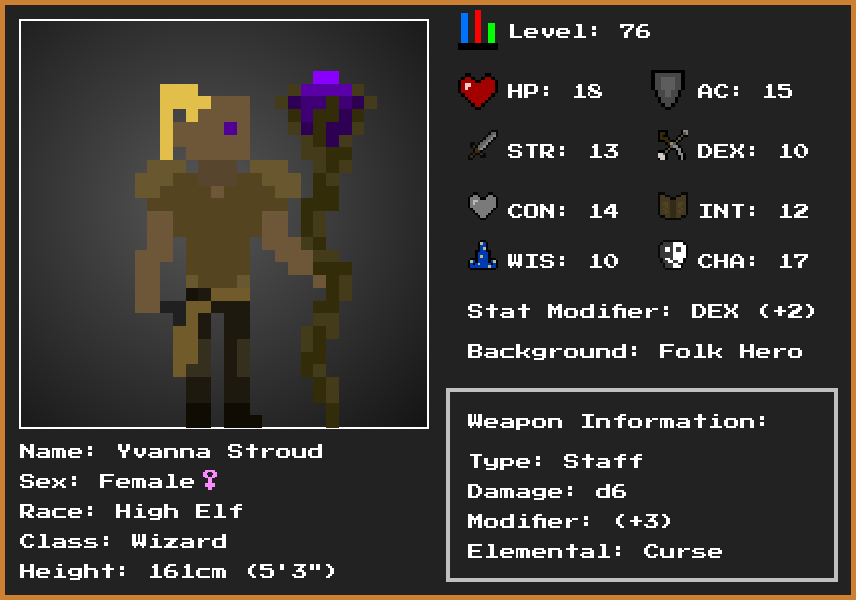 Level: 76
HP: 18 AC: 15
STR: 13 DEX: 10
CON: 14 INT: 12
WIS: 10 CHA: 17
Stat Modifier: DEX (+2)
Background: Folk Hero
Weapon Information:
Type: Staff
Damage: d6
Modifier: (+3)
Elemental: Curse
Name: Yvanna Stroud
Sex: Female♀
Race: High Elf
Class: Wizard
Height: 161cm (5'3")